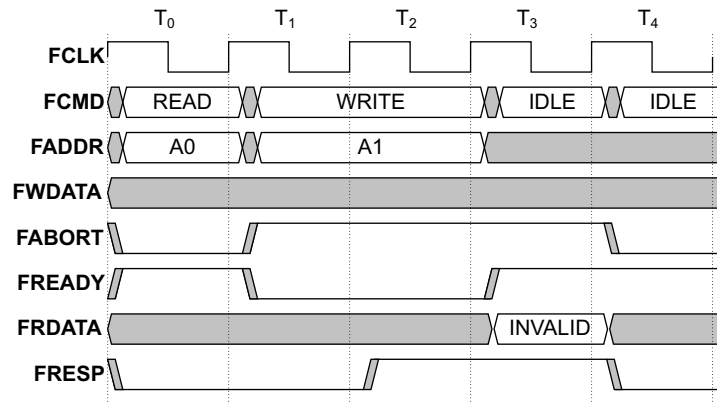 T0 T1 T2 T3 T4
FCLK
FCMD READ WRITE IDLE IDLE
FADDR A0 A1
FWDATA
FABORT
FREADY
FRDATA INVALID
FRESP